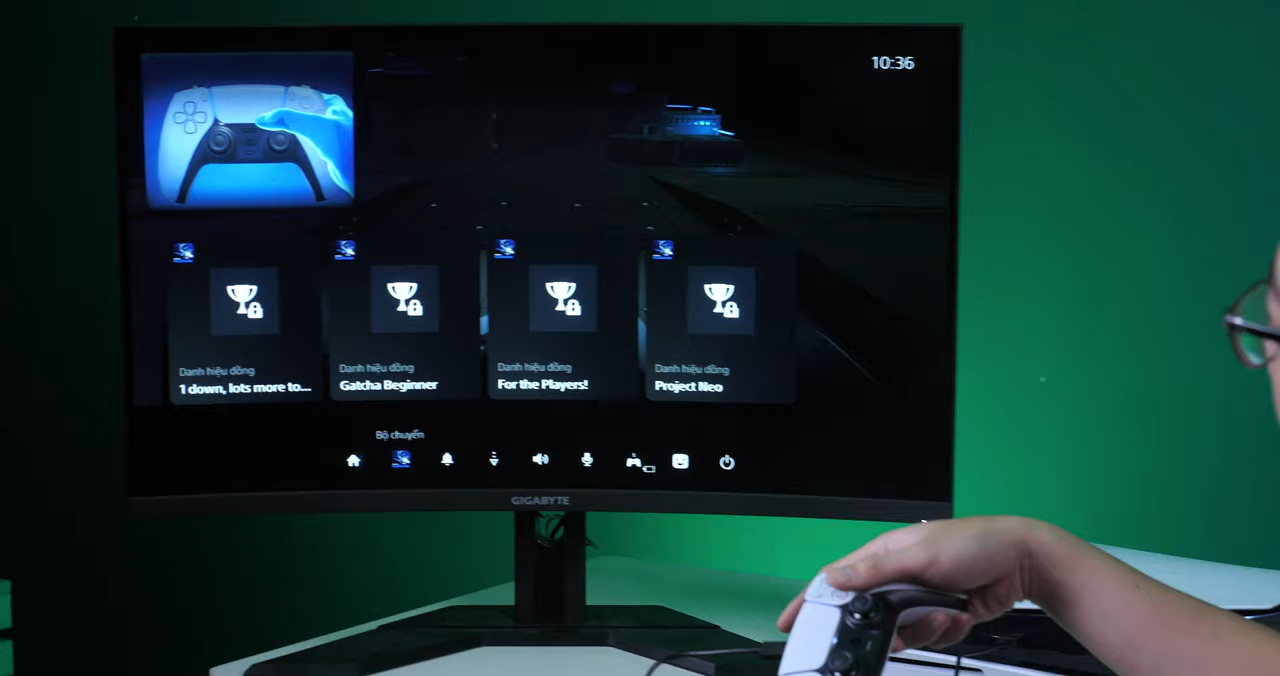 10:36
Danh hiệu đồng
1 down, lots more to...
Danh hiệu đồng
Gatcha Beginner
Danh hiệu đồng
For the Players!
Danh hiệu đồng
Project Neo
Bộ chuyển
GIGABYTE